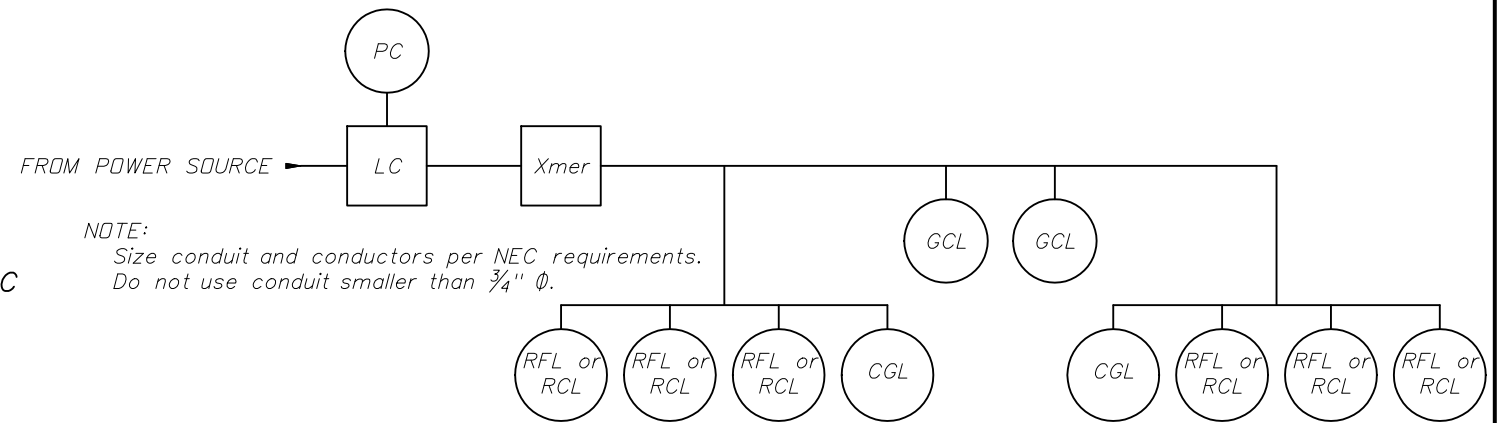 PC
FROM POWER SOURCE
LC
Xmer
NOTE:
Size conduit and conductors per NEC requirements.
Do not use conduit smaller than ¾" Φ.
C
GCL
GCL
RFL or
RCL
RFL or
RCL
RFL or
RCL
CGL
CGL
RFL or
RCL
RFL or
RCL
RFL or
RCL